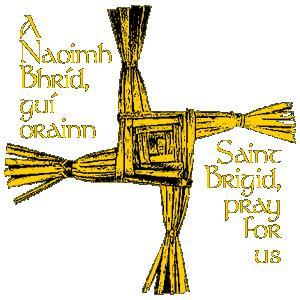 A
Naoimh
Bhríd,
guí
orainn
Saint
Brigid,
pray
for
us